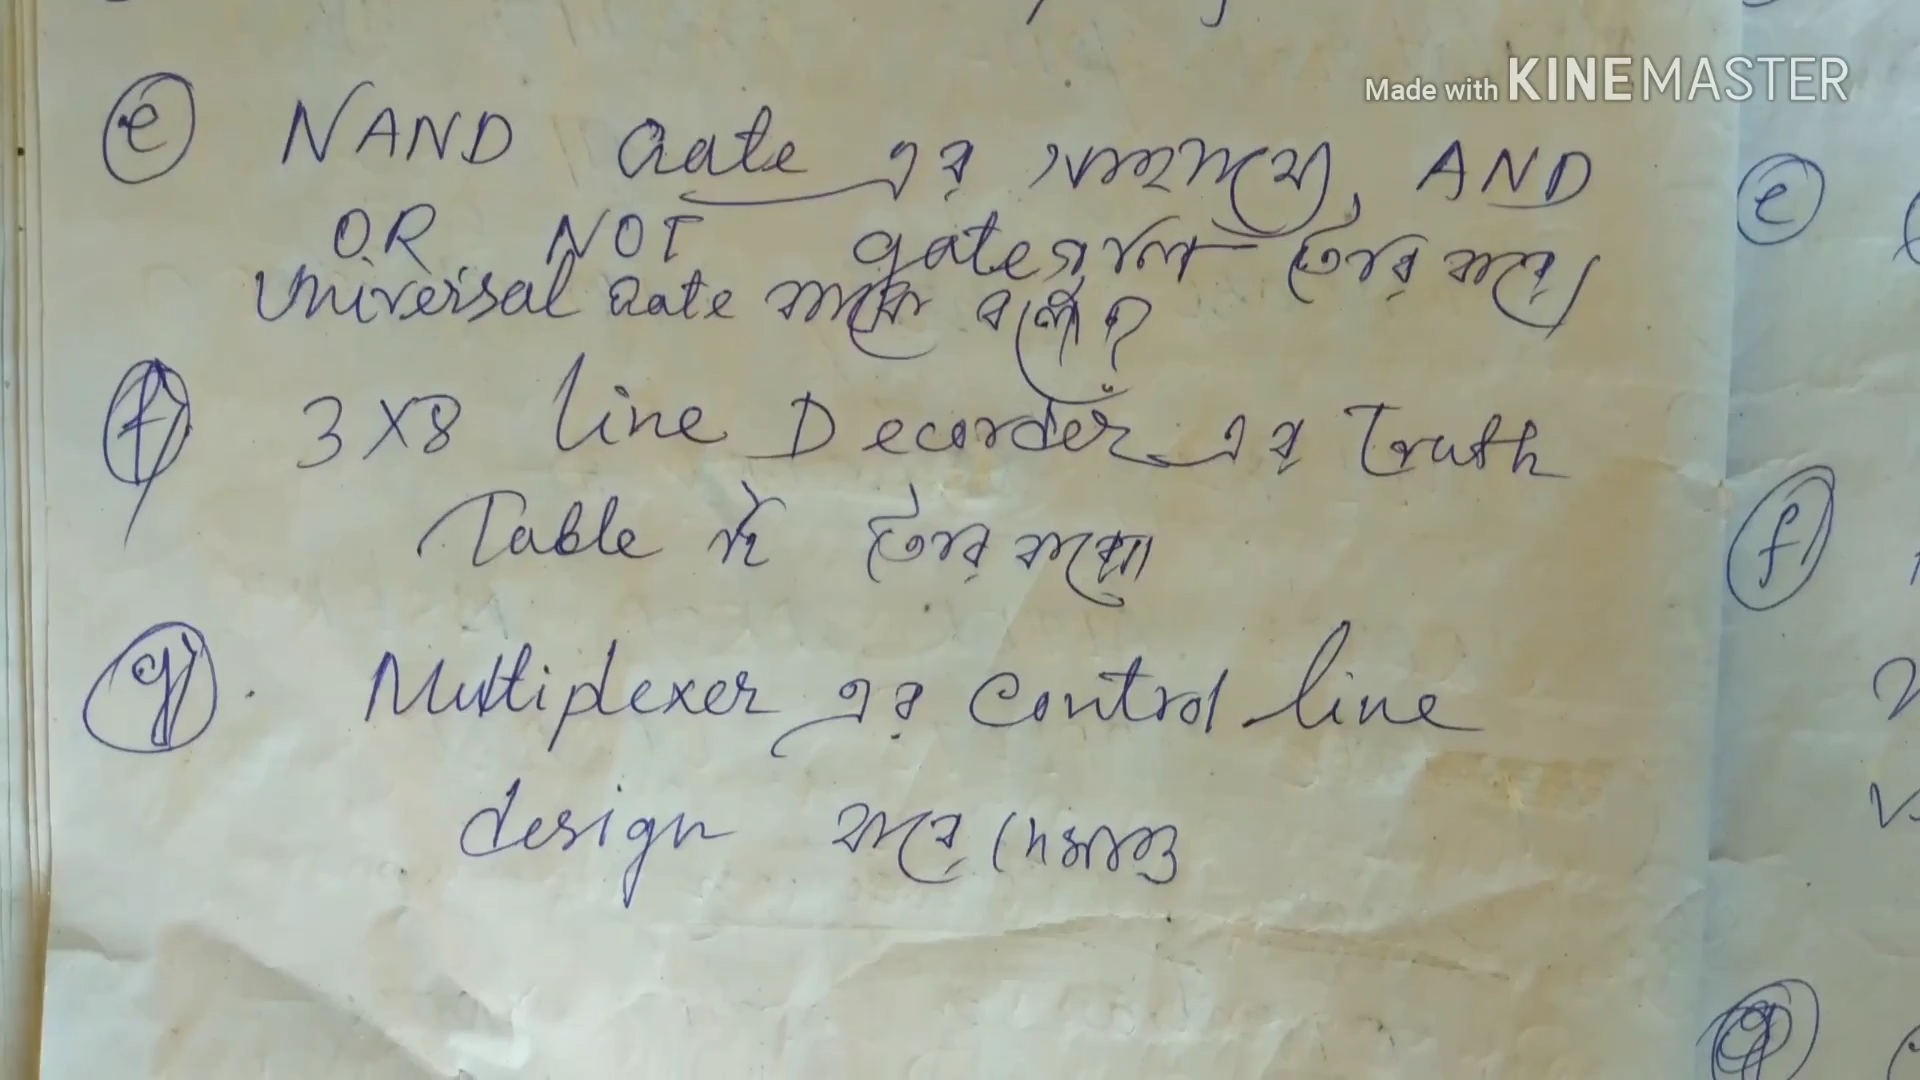 Made with KINEMASTER
e NAND Gate এর সাহায্যে, AND
OR NOT gateগুলো তৈরি করো
Universal Gate কাকে বলে?
f 3X8 line Decorder এর Truth
Table টি তৈরি করো
g Multiplexer এর control line
design করে দেখাও
e
f
g